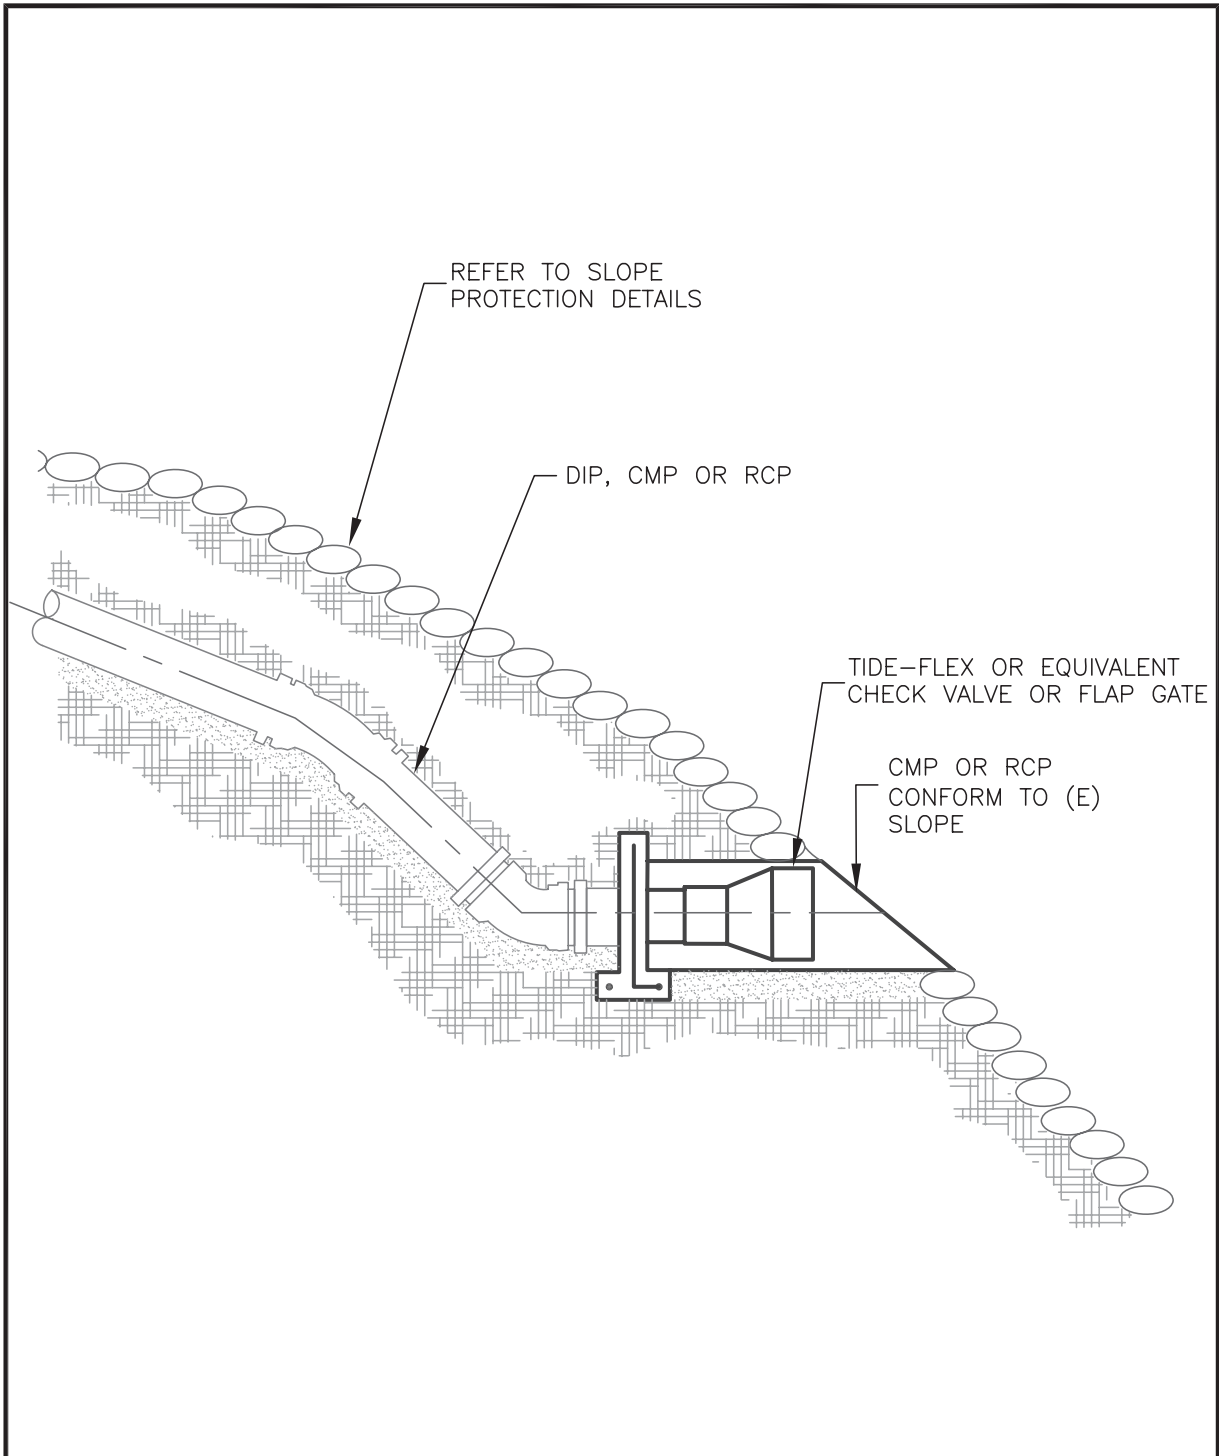 REFER TO SLOPE
PROTECTION DETAILS
DIP, CMP OR RCP
TIDE-FLEX OR EQUIVALENT
CHECK VALVE OR FLAP GATE
CMP OR RCP
CONFORM TO (E)
SLOPE